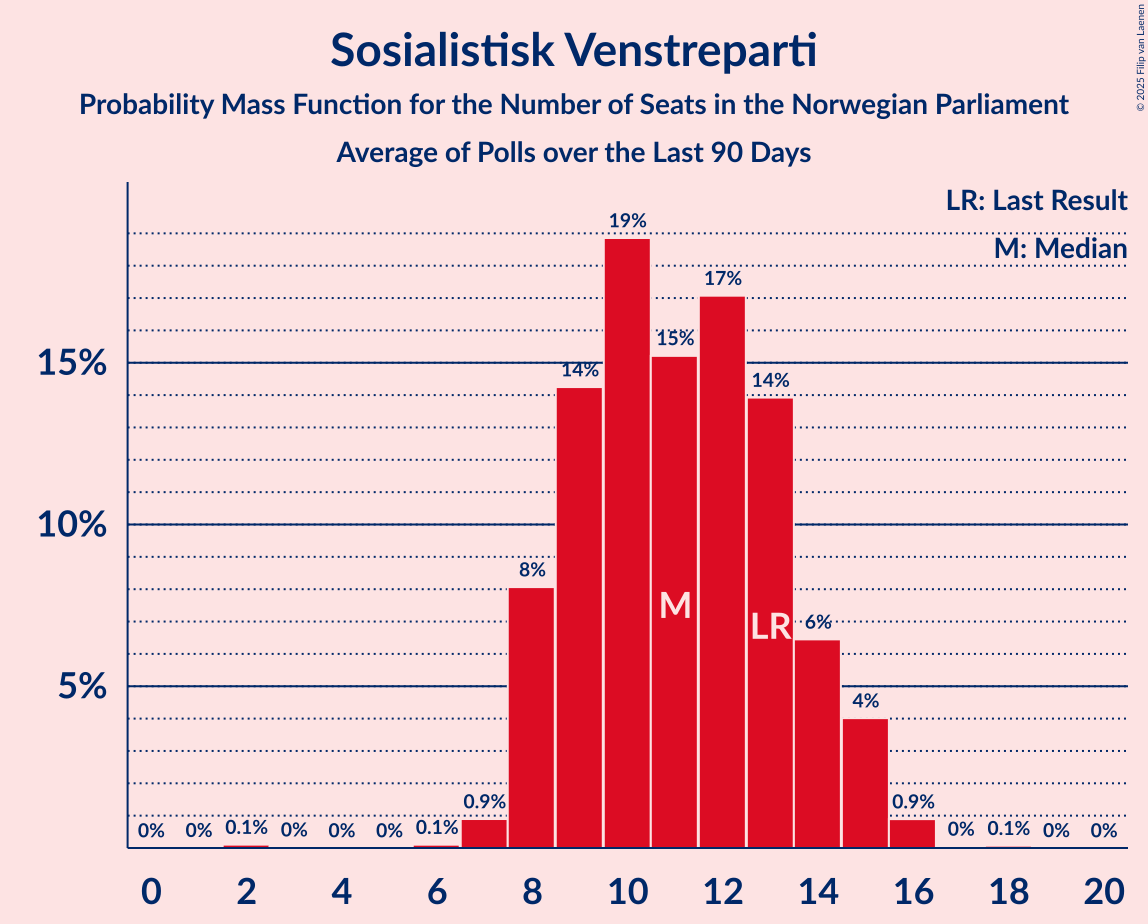 Sosialistisk Venstreparti
Probability Mass Function for the Number of Seats in the Norwegian Parliament
Average of Polls over the Last 90 Days
© 2025 Filip van Laenen
LR: Last Result
M: Median
19%
17%
15%
15%
14%
14%
10%
8%
M
LR
6%
5%
4%
0% 0% 0.1% 0% 0% 0% 0.1% 0.9% 0.9% 0% 0.1% 0% 0%
0 2 4 6 8 10 12 14 16 18 20